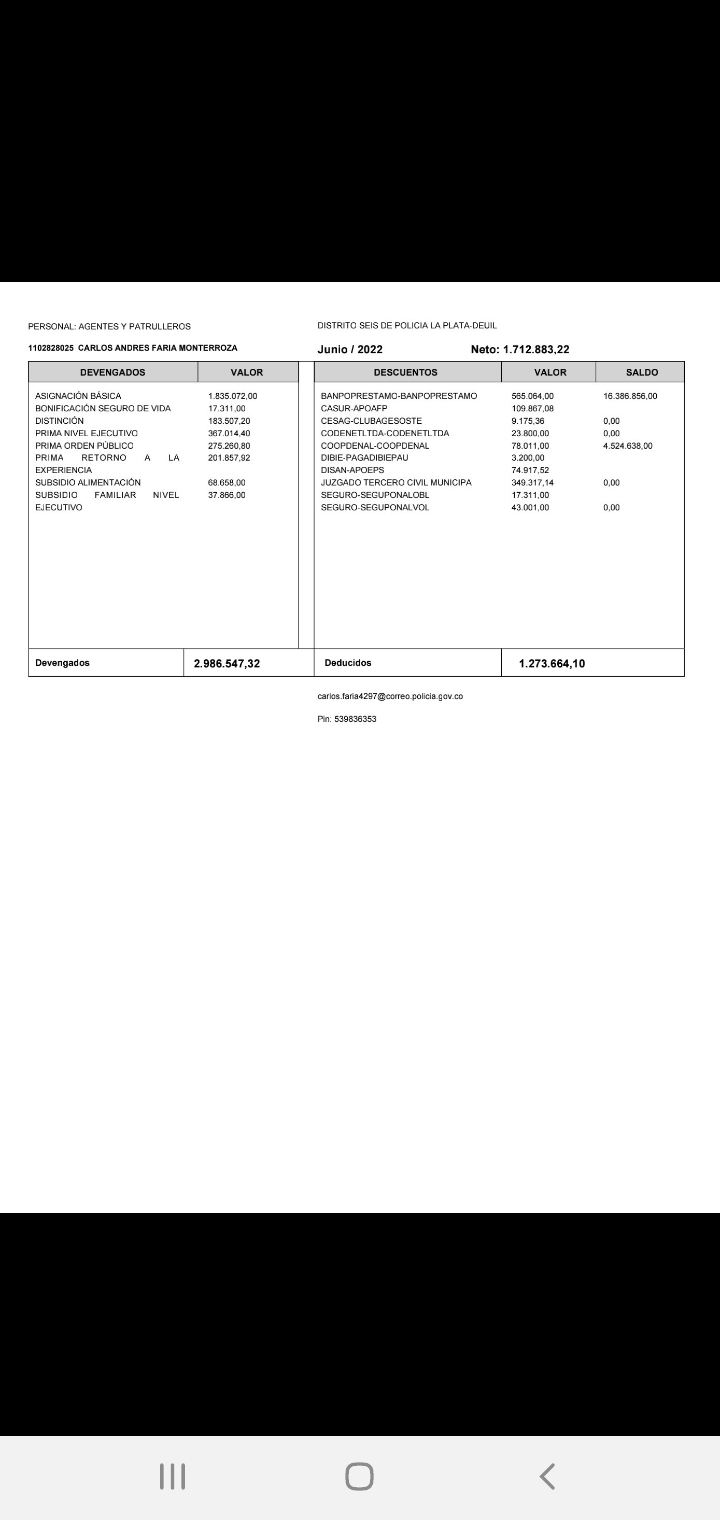 PERSONAL: AGENTES Y PATRULLEROS
DISTRITO SEIS DE POLICIA LA PLATA-DEUIL
1102828025 CARLOS ANDRES FARIA MONTERROZA
Junio / 2022 Neto: 1.712.883,22
DEVENGADOS VALOR DESCUENTOS VALOR SALDO
ASIGNACIÓN BÁSICA 1.835.072,00 BANPOPRESTAMO-BANPOPRESTAMO 565.064,00 16.386.856,00
BONIFICACIÓN SEGURO DE VIDA 17.311,00 CASUR-APOAFP 109.867,08
DISTINCIÓN 183.507,20 CESAG-CLUBAGESOSTE 9.175,36 0,00
PRIMA NIVEL EJECUTIVO 367.014,40 CODENETLTDA-CODENETLTDA 23.800,00 0,00
PRIMA ORDEN PÚBLICO 275.260,80 COOPDENAL-COOPDENAL 78.011,00 4.524.638,00
PRIMA RETORNO A LA 201.857,92 DIBIE-PAGADIBIEPAU 3.200,00
EXPERIENCIA DISAN-APOEPS 74.917,52
SUBSIDIO ALIMENTACIÓN 68.658,00 JUZGADO TERCERO CIVIL MUNICIPA 349.317,14 0,00
SUBSIDIO FAMILIAR NIVEL 37.866,00 SEGURO-SEGUPONALOBL 17.311,00
EJECUTIVO SEGURO-SEGUPONALVOL 43.001,00 0,00
Devengados 2.986.547,32 Deducidos 1.273.664,10
carlos.faria4297@correo.policia.gov.co
Pin: 539836353